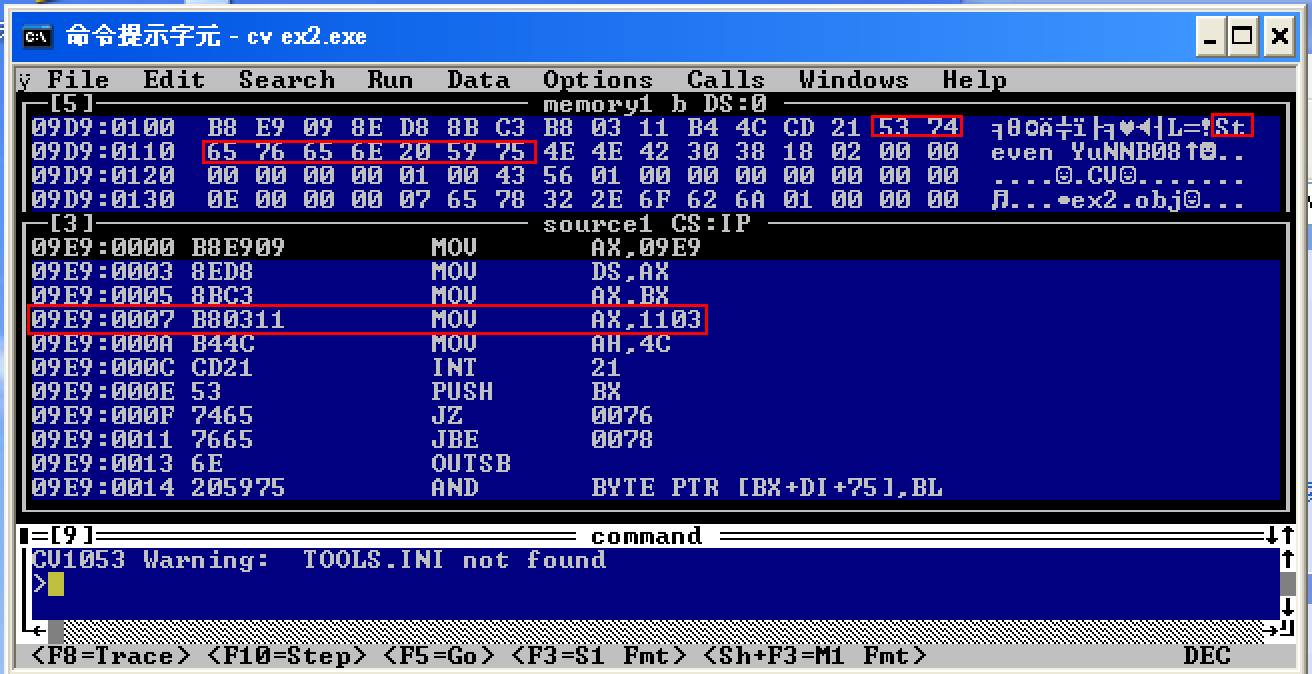 命令提示字元 - cv ex2.exe
File Edit Search Run Data Options Calls Windows Help
[5] memory1 b DS:0
09D9:0100 B8 E9 09 8E D8 8B C3 B8 03 11 B4 4C CD 21 53 74 ╕Θ○Ä╪ï├╕♥◄┤L=!St
09D9:0110 65 76 65 6E 20 59 75 4E 4E 42 30 38 18 02 00 00 even YuNNB08↑☻..
09D9:0120 00 00 00 00 01 00 43 56 01 00 00 00 00 00 00 00 ....☺.CV☺.......
09D9:0130 0E 00 00 00 07 65 78 32 2E 6F 62 6A 01 00 00 00 ♫...•ex2.obj☺...
[3] source1 CS:IP
09E9:0000 B8E909 MOV AX,09E9
09E9:0003 8ED8 MOV DS,AX
09E9:0005 8BC3 MOV AX,BX
09E9:0007 B80311 MOV AX,1103
09E9:000A B44C MOV AH,4C
09E9:000C CD21 INT 21
09E9:000E 53 PUSH BX
09E9:000F 7465 JZ 0076
09E9:0011 7665 JBE 0078
09E9:0013 6E OUTSB
09E9:0014 205975 AND BYTE PTR [BX+DI+75],BL
[9] command
CV1053 Warning: TOOLS.INI not found
>
<F8=Trace> <F10=Step> <F5=Go> <F3=S1 Fmt> <Sh+F3=M1 Fmt> DEC